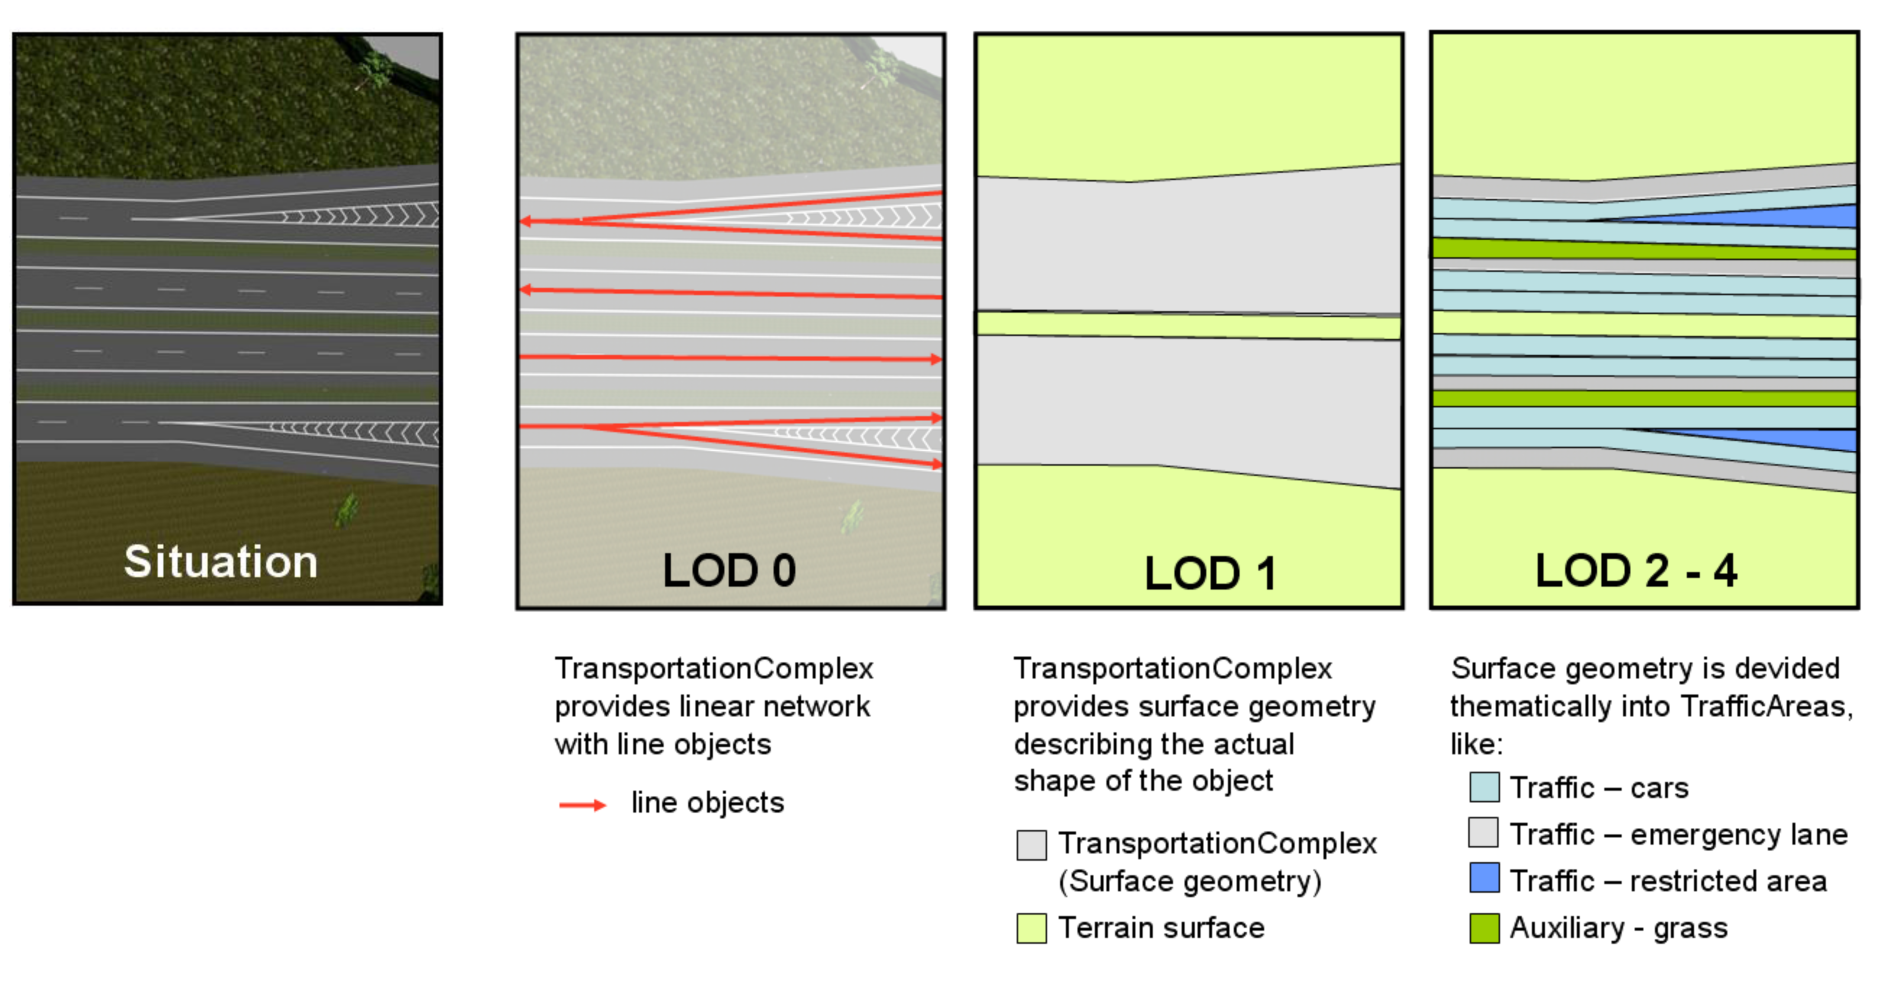 Situation
LOD 0
LOD 1
LOD 2 - 4
TransportationComplex
provides linear network
with line objects
line objects
TransportationComplex
provides surface geometry
describing the actual
shape of the object
TransportationComplex
(Surface geometry)
Terrain surface
Surface geometry is devided
thematically into TrafficAreas,
like:
Traffic – cars
Traffic – emergency lane
Traffic – restricted area
Auxiliary - grass